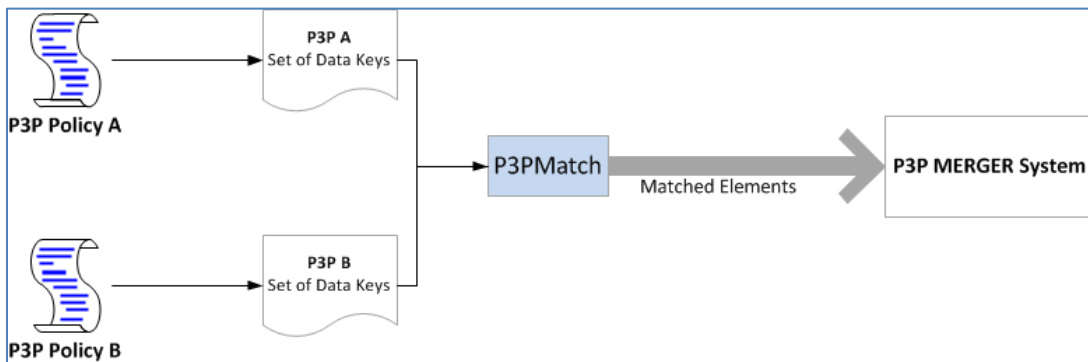 P3P A
Set of Data Keys
P3P Policy A
P3PMatch
Matched Elements
P3P MERGER System
P3P B
Set of Data Keys
P3P Policy B